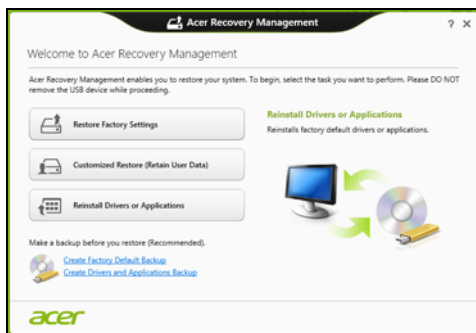 Acer Recovery Management
? X
Welcome to Acer Recovery Management
Acer Recovery Management enables you to restore your system. To begin, select the task you want to perform. Please DO NOT
remove the USB device while proceeding.
Restore Factory Settings
Customized Restore (Retain User Data)
Reinstall Drivers or Applications
Reinstall Drivers or Applications
Reinstalls factory default drivers or applications.
Make a backup before you restore (Recommended).
Create Factory Default Backup
Create Drivers and Applications Backup
acer